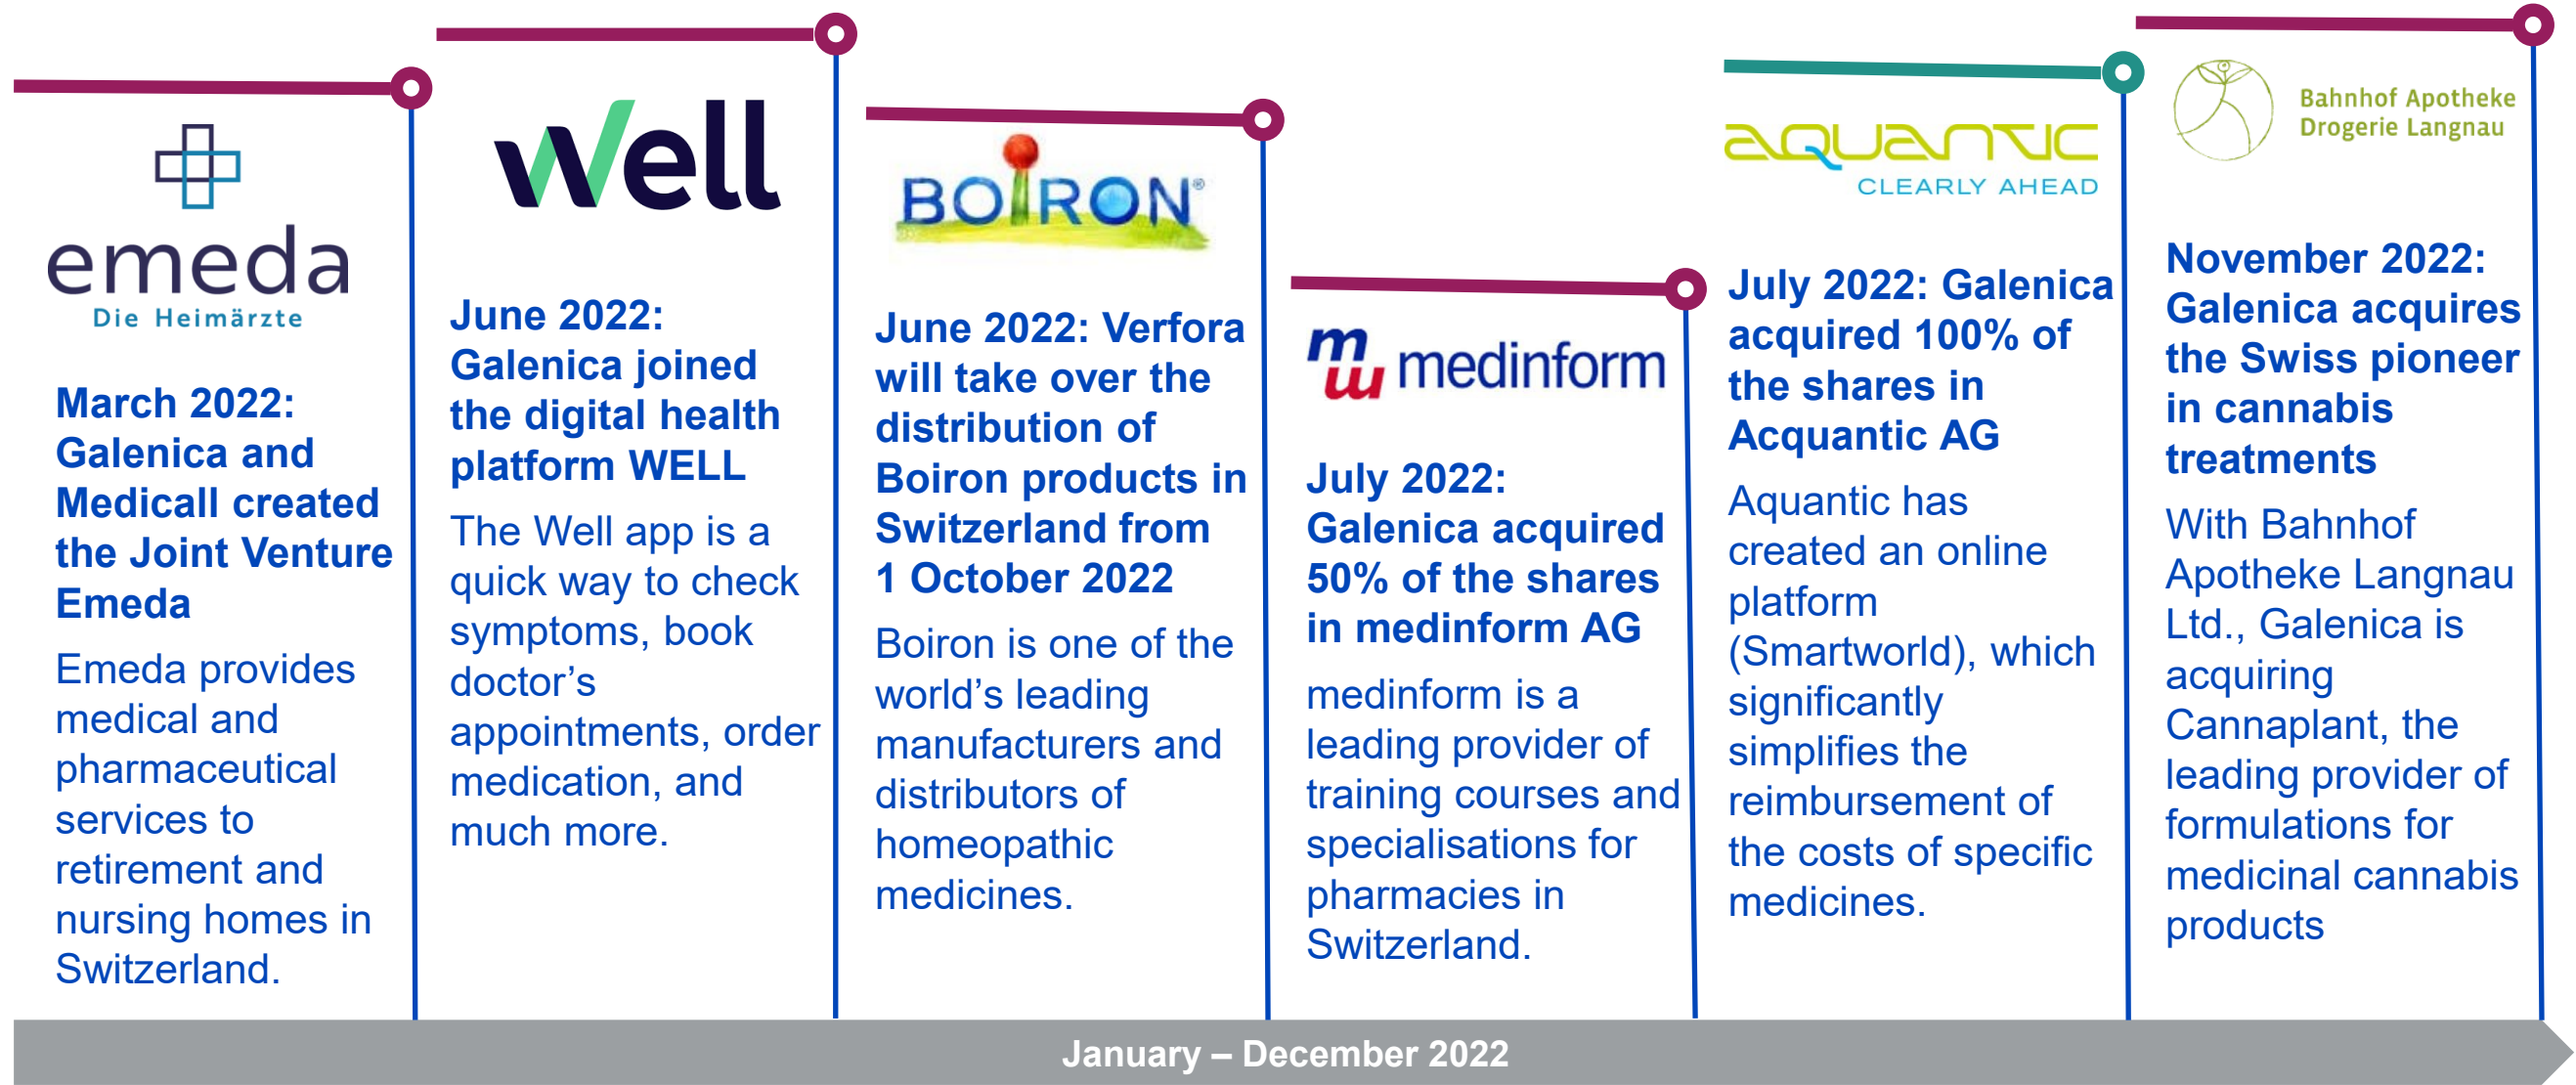 emeda
Die Heimärzte
March 2022:
Galenica and
Medicall created
the Joint Venture
Emeda
Emeda provides
medical and
pharmaceutical
services to
retirement and
nursing homes in
Switzerland.
Well
June 2022:
Galenica joined
the digital health
platform WELL
The Well app is a
quick way to check
symptoms, book
doctor’s
appointments, order
medication, and
much more.
BOIRON®
June 2022: Verfora
will take over the
distribution of
Boiron products in
Switzerland from
1 October 2022
Boiron is one of the
world’s leading
manufacturers and
distributors of
homeopathic
medicines.
medinform
July 2022:
Galenica acquired
50% of the shares
in medinform AG
medinform is a
leading provider of
training courses and
specialisations for
pharmacies in
Switzerland.
AQUANTIC
CLEARLY AHEAD
July 2022: Galenica
acquired 100% of
the shares in
Acquantic AG
Aquantic has
created an online
platform
(Smartworld), which
significantly
simplifies the
reimbursement of
the costs of specific
medicines.
Bahnhof Apotheke
Drogerie Langnau
November 2022:
Galenica acquires
the Swiss pioneer
in cannabis
treatments
With Bahnhof
Apotheke Langnau
Ltd., Galenica is
acquiring
Cannaplant, the
leading provider of
formulations for
medicinal cannabis
products
January – December 2022